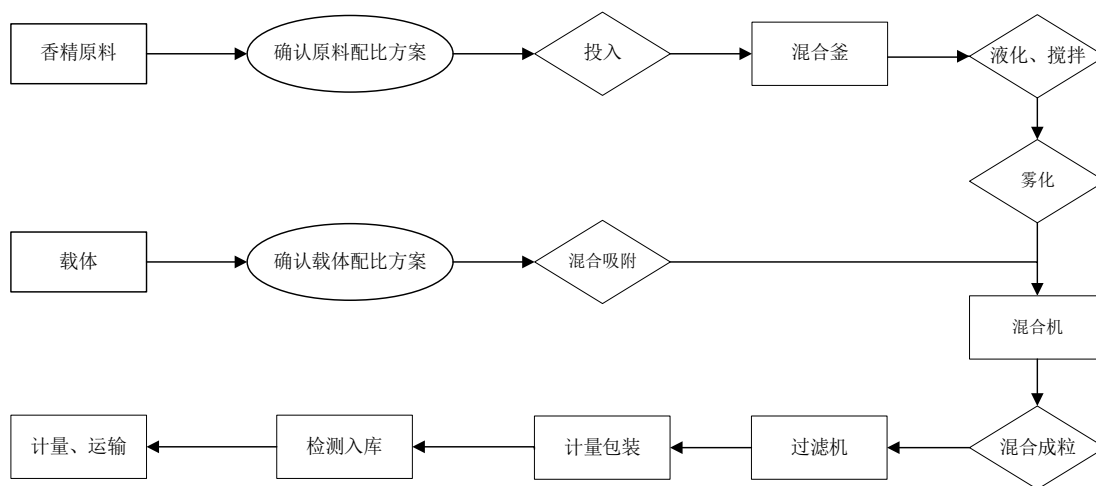 香精原料
确认原料配比方案
投入
混合釜
液化、搅拌
雾化
载体
确认载体配比方案
混合吸附
混合机
计量、运输
检测入库
计量包装
过滤机
混合成粒